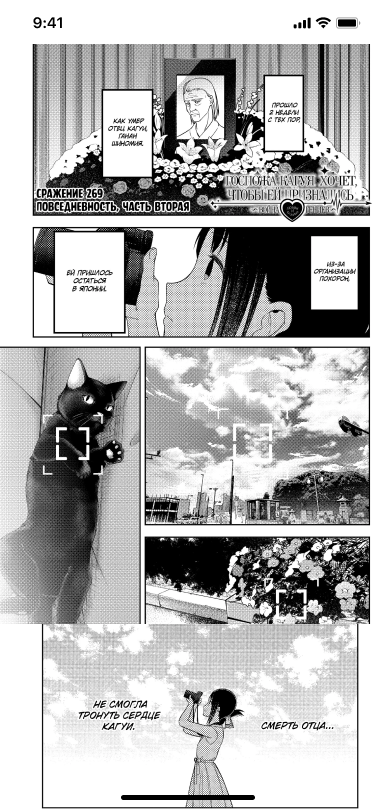 9:41
ПРОШЛО
2 НЕДЕЛИ
С ТЕХ ПОР,
КАК УМЕР
ОТЕЦ КАГУИ,
ГАНАН
ШИНОМИЯ.
СРАЖЕНИЕ 269
ПОВСЕДНЕВНОСТЬ, ЧАСТЬ ВТОРАЯ
ГОСПОЖА КАГУЯ ХОЧЕТ,
ЧТОБЫ ЕЙ ПРИЗНАЛИСЬ
ИЗ-ЗА
ОРГАНИЗАЦИИ
ПОХОРОН,
ЕЙ ПРИШЛОСЬ
ОСТАТЬСЯ
В ЯПОНИИ.
СМЕРТЬ ОТЦА...
НЕ СМОГЛА
ТРОНУТЬ СЕРДЦЕ
КАГУИ.